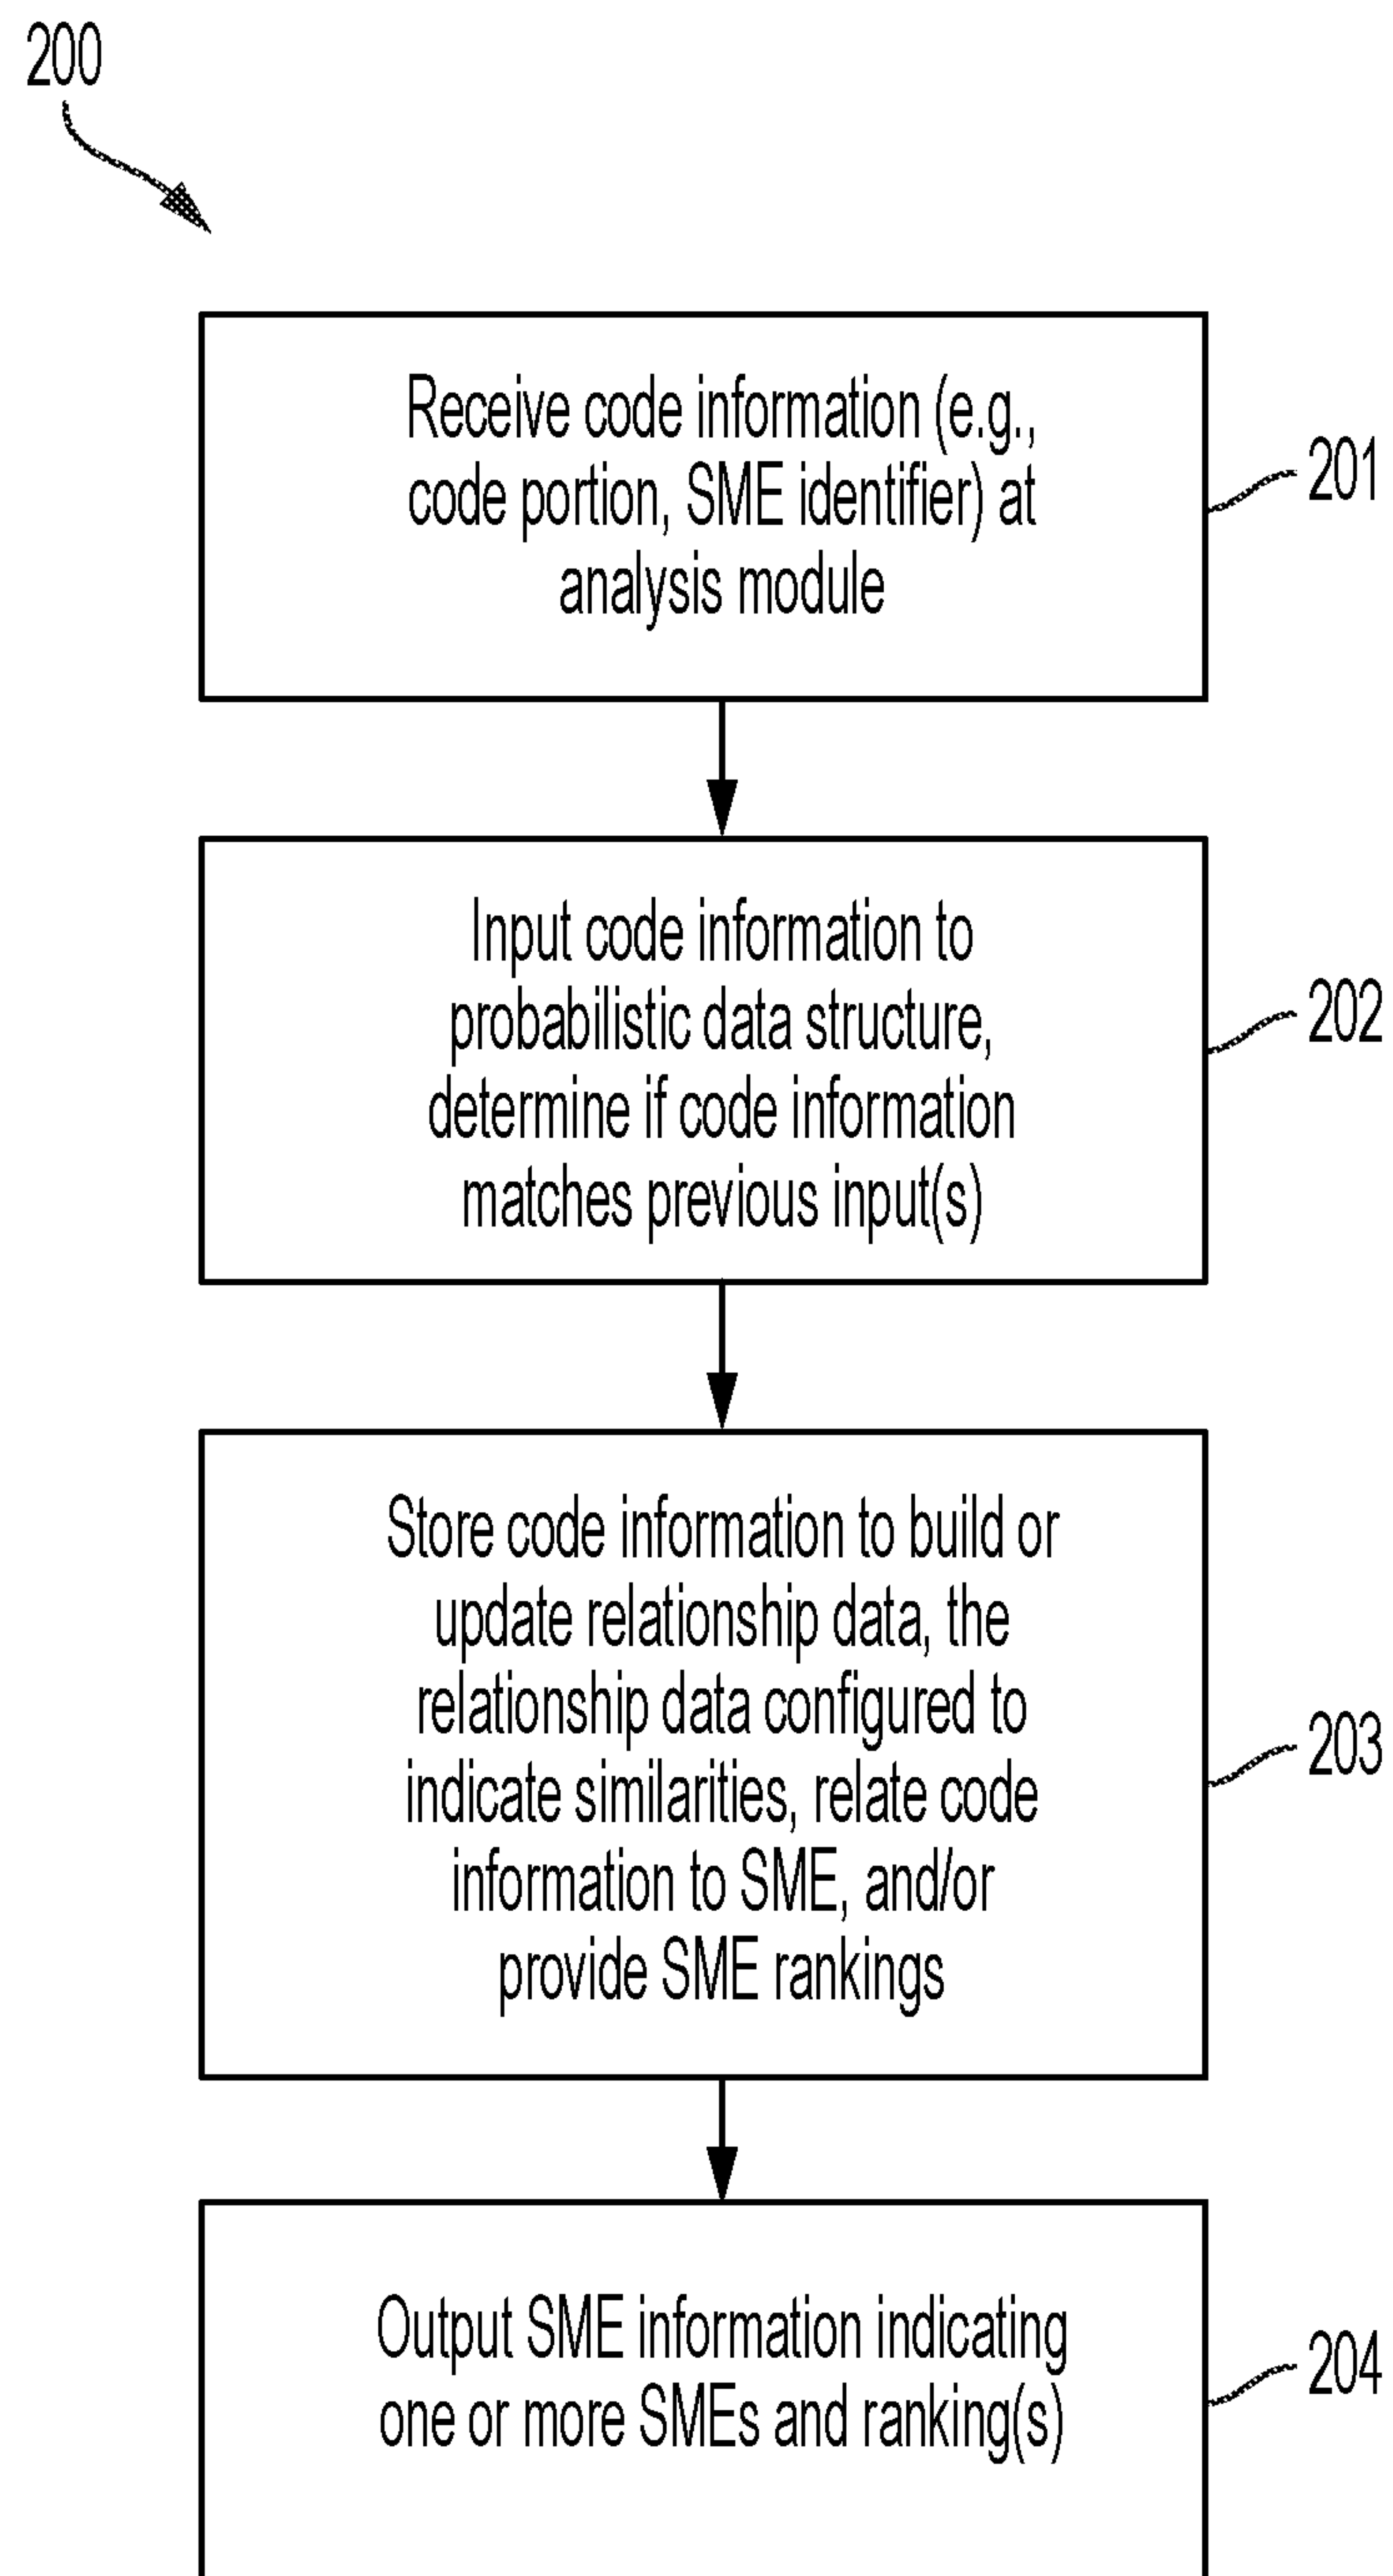 200
Receive code information (e.g.,
code portion, SME identifier) at
analysis module
201
Input code information to
probabilistic data structure,
determine if code information
matches previous input(s)
202
Store code information to build or
update relationship data, the
relationship data configured to
indicate similarities, relate code
information to SME, and/or
provide SME rankings
203
Output SME information indicating
one or more SMEs and ranking(s)
204